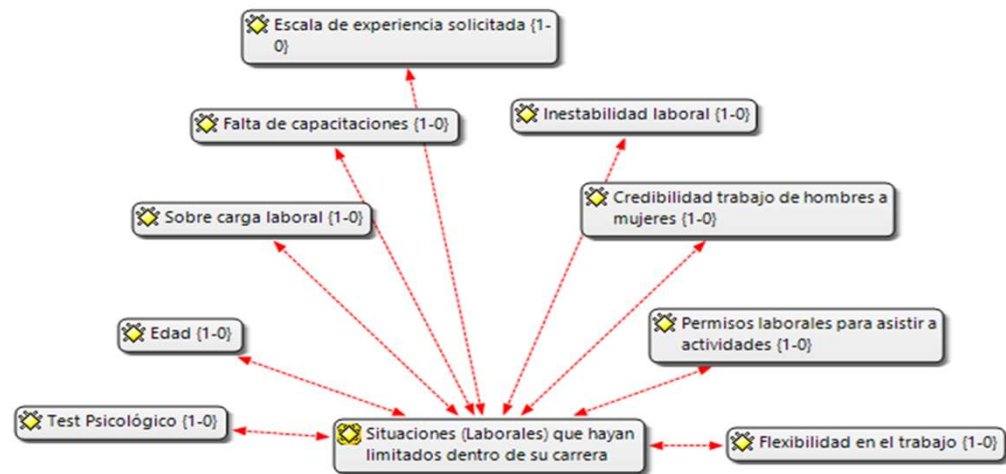 Escala de experiencia solicitada {1-
0}
Falta de capacitaciones {1-0}
Inestabilidad laboral {1-0}
Sobre carga laboral {1-0}
Credibilidad trabajo de hombres a
mujeres {1-0}
Edad {1-0}
Permisos laborales para asistir a
actividades {1-0}
Test Psicológico {1-0}
Situaciones (Laborales) que hayan
limitados dentro de su carrera
Flexibilidad en el trabajo {1-0}